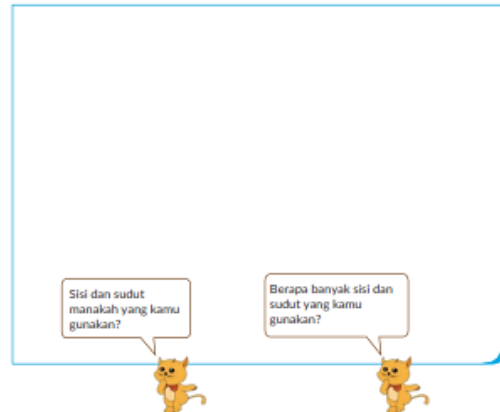 Sisi dan sudut
manakah yang kamu
gunakan?
Berapa banyak sisi dan
sudut yang kamu
gunakan?